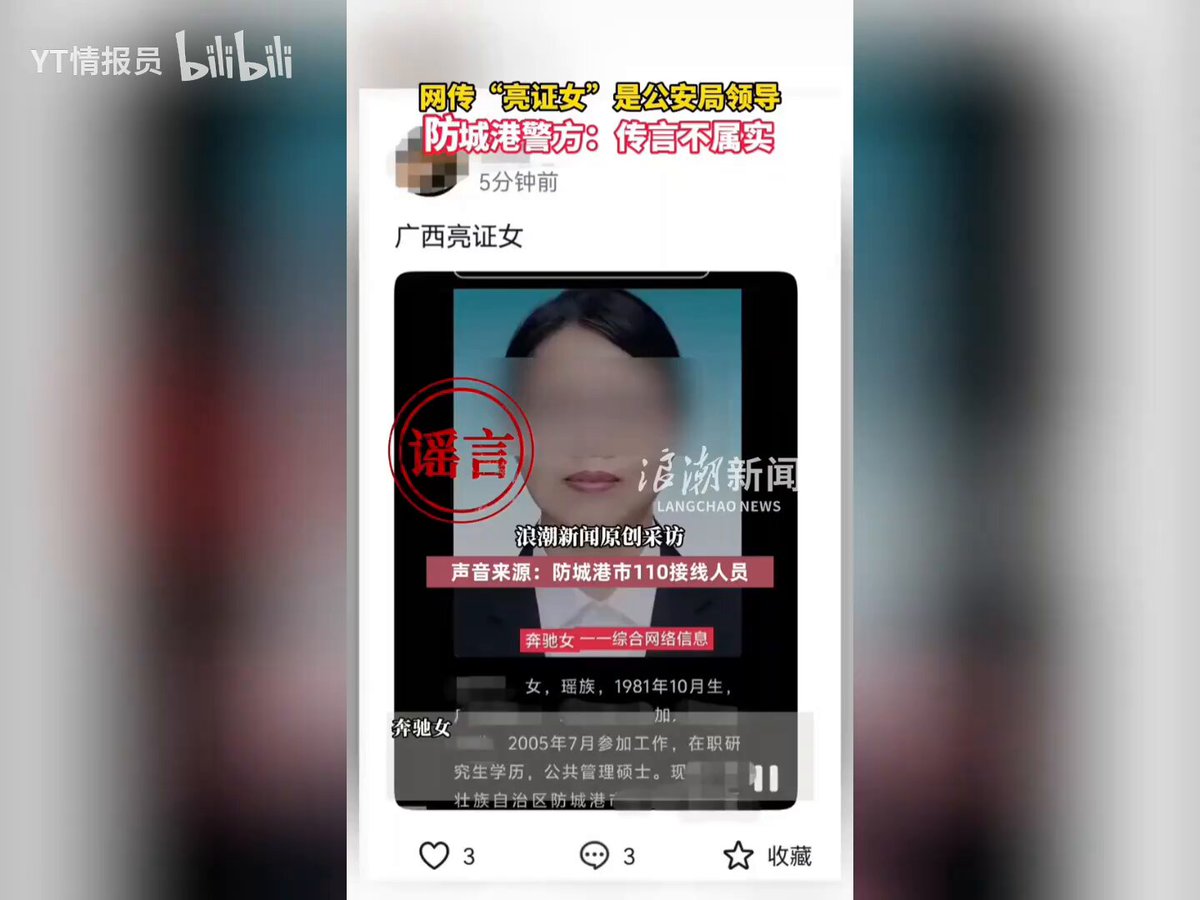 YT情报员 bilibili
网传“亮证女”是公安局领导
防城港警方：传言不属实
5分钟前
广西亮证女
谣言
浪潮新闻
LANGCHAO NEWS
浪潮新闻原创采访
声音来源：防城港市110接线人员
奔驰女 一一综合网络信息
女，瑶族，1981年10月生，
加.
奔驰女
2005年7月参加工作，在职研
究生学历，公共管理硕士。现
壮族自治区防城港市
3
3
收藏